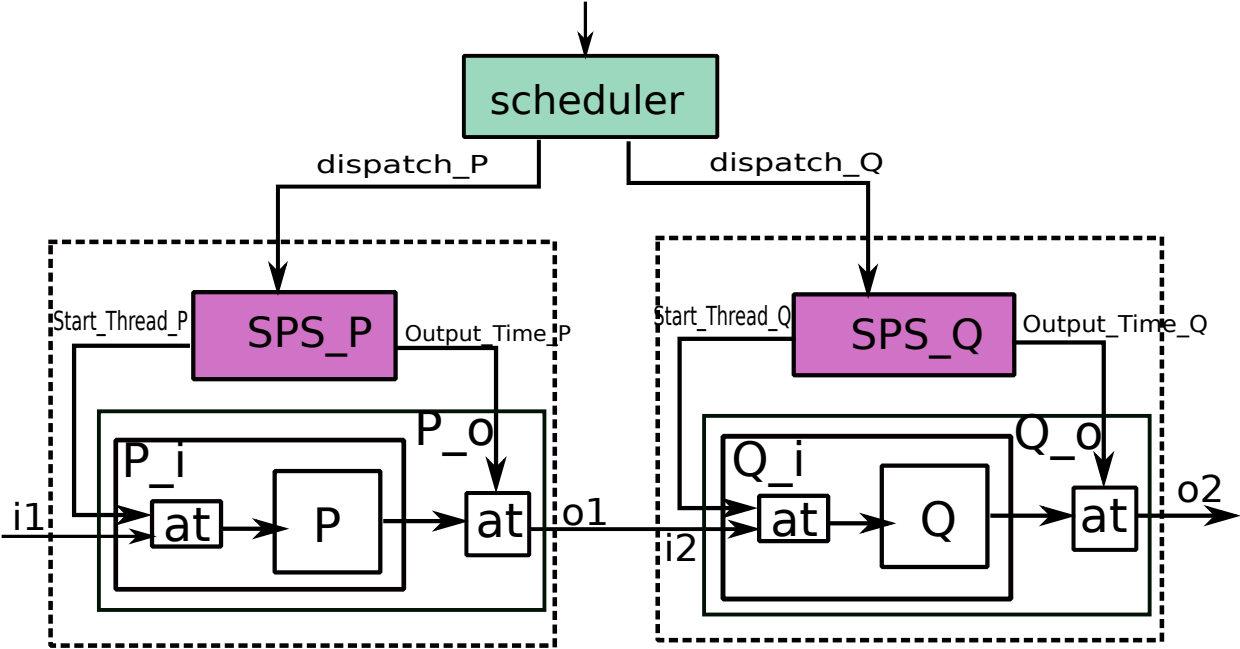 scheduler
dispatch_P
dispatch_Q
Start_Thread_P
SPS_P
Output_Time_P
Start_Thread_Q
SPS_Q
Output_Time_Q
P_i
P_o
Q_i
Q_o
i1
at
P
at
o1
i2
at
Q
at
o2